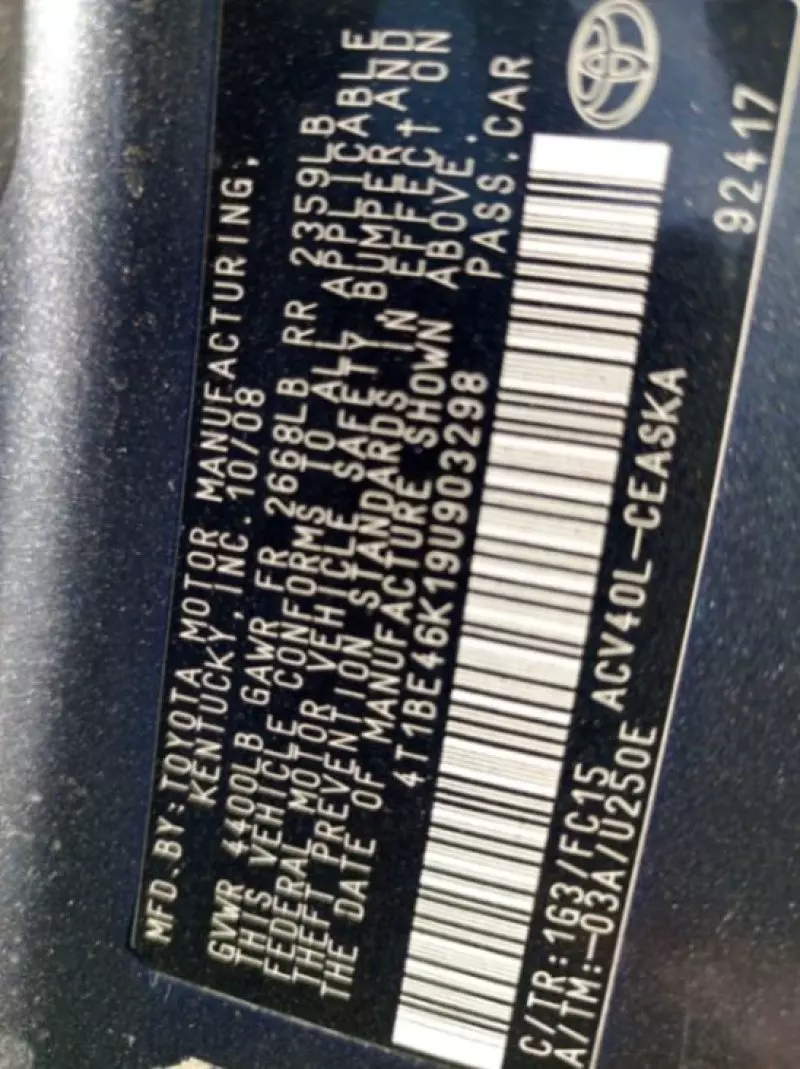 MFD.BY:TOYOTA MOTOR MANUFACTURING,
KENTUCKY,INC.10/08
GVWR 4400LB GAWR FR 2668LB RR 2359LB
THIS VEHICLE CONFORMS TO ALL APPLICABLE
FEDERAL MOTOR VEHICLE SAFETY, BUMPER AND
THEFT PREVENTION STANDARDS IN EFFECT ON
THE DATE OF MANUFACTURE SHOWN ABOVE.
4T1BE46K19U903298 PASS.CAR
C/TR:1G3/FC15 ACV40L-CEASKA
A/TM:-03A/U250E
92417